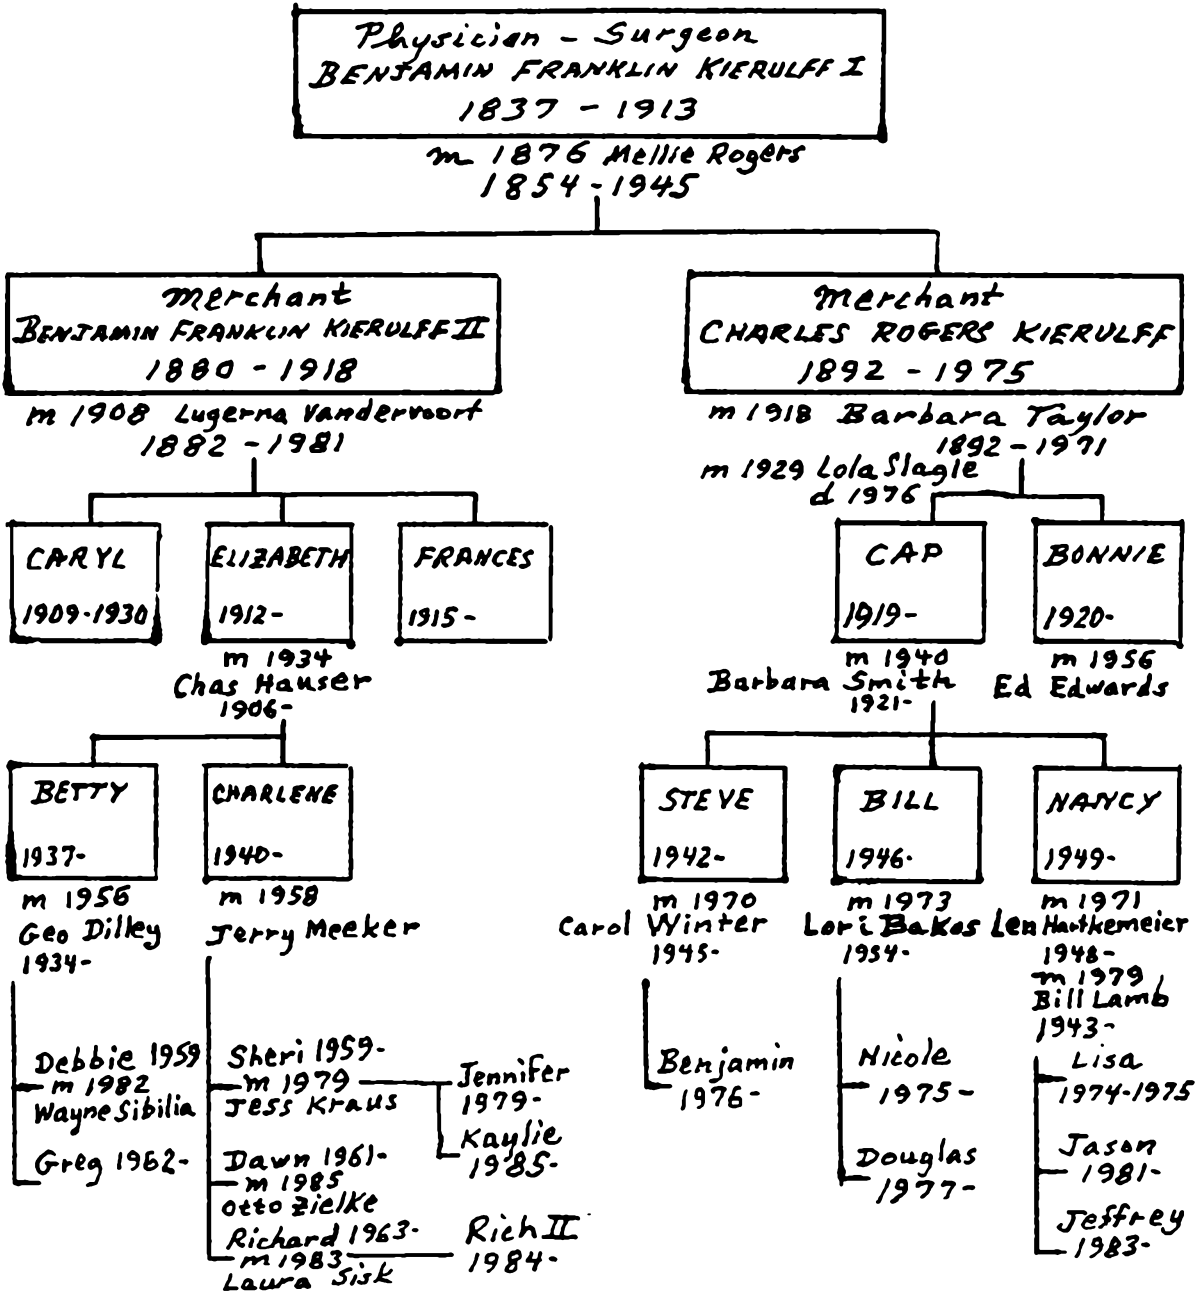 Physician - Surgeon
BENJAMIN FRANKLIN KIERULFF I
1837 - 1913
m 1876 Mellie Rogers
1854 - 1945
Merchant
BENJAMIN FRANKLIN KIERULFF II
1880 - 1918
m 1908 Lugerna Vandervoort
1882 - 1981
Merchant
CHARLES ROGERS KIERULFF
1892 - 1975
m 1918 Barbara Taylor
1892 - 1971
m 1929 Lola Slagle
d 1976
CARYL
1909-1930
ELIZABETH
1912-
m 1934
Chas Hauser
1906-
FRANCES
1915-
CAP
1919-
m 1940
Barbara Smith
1921-
BONNIE
1920-
m 1956
Ed Edwards
BETTY
1937-
m 1956
Geo Dilley
1934-
CHARLENE
1940-
m 1958
Jerry Meeker
STEVE
1942-
m 1970
Carol Winter
1945-
BILL
1946-
m 1973
Lori Bakos
1954-
NANCY
1949-
m 1971
Len Hartkemeier
1948-
m 1979
Bill Lamb
1943-
Debbie 1959
m 1982
Wayne Sibilia
Greg 1962-
Sheri 1959-
m 1979
Jess Kraus
Jennifer
1979-
Kaylie
1985-
Dawn 1961-
m 1985
Otto Zielke
Richard 1963-
m 1983
Laura Sisk
Rich II
1984-
Benjamin
1976-
Nicole
1975-
Douglas
1977-
Lisa
1974-1975
Jason
1981-
Jeffrey
1983-